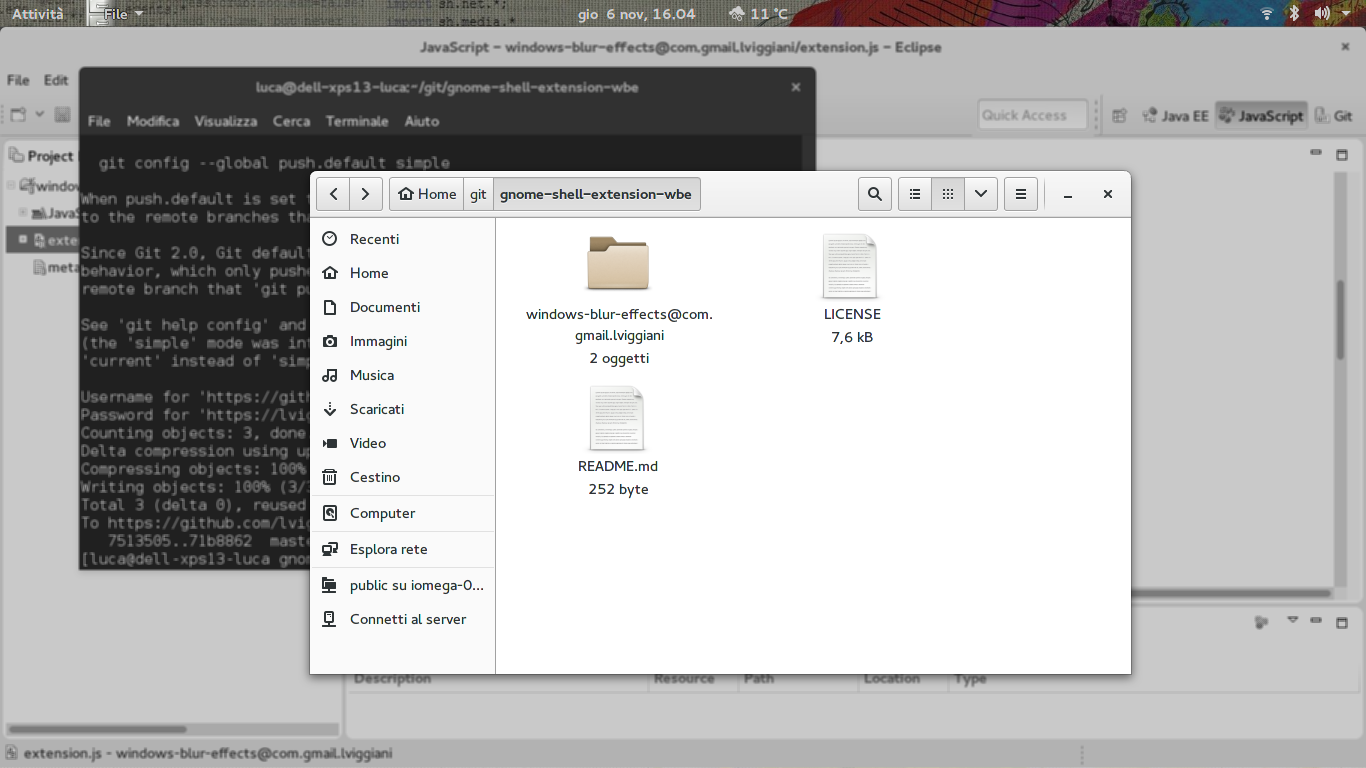 Attività
File
import sh.net.*;
sh.media.*
gio 6 nov, 16.04
11 °C
JavaScript - windows-blur-effects@com.gmail.lviggiani/extension.js - Eclipse
File Edit
Quick Access
Java EE
JavaScript
Git
Project
window
JavaS
exte
meta
luca@dell-xps13-luca:~/git/gnome-shell-extension-wbe
File Modifica Visualizza Cerca Terminale Aiuto
git config --global push.default simple
When push.default is set t
to the remote branches tha
Since Git 2.0, Git defaul
behavior, which only pushe
remote branch that 'git pu
See 'git help config' and
(the 'simple' mode was int
'current' instead of 'simp
Username for 'https://gith
Password for 'https://lvic
Counting objects: 3, done
Delta compression using up
Compressing objects: 100%
Writing objects: 100% (3/3
Total 3 (delta 0), reused
To https://github.com/lvic
7513505..71b8862 maste
[luca@dell-xps13-luca gnom
Home
git
gnome-shell-extension-wbe
Recenti
Home
Documenti
Immagini
Musica
Scaricati
Video
Cestino
Computer
Esplora rete
public su iomega-0...
Connetti al server
windows-blur-effects@com.
gmail.lviggiani
2 oggetti
LICENSE
7,6 kB
README.md
252 byte
Description Resource Path Location Type
extension.js - windows-blur-effects@com.gmail.lviggiani